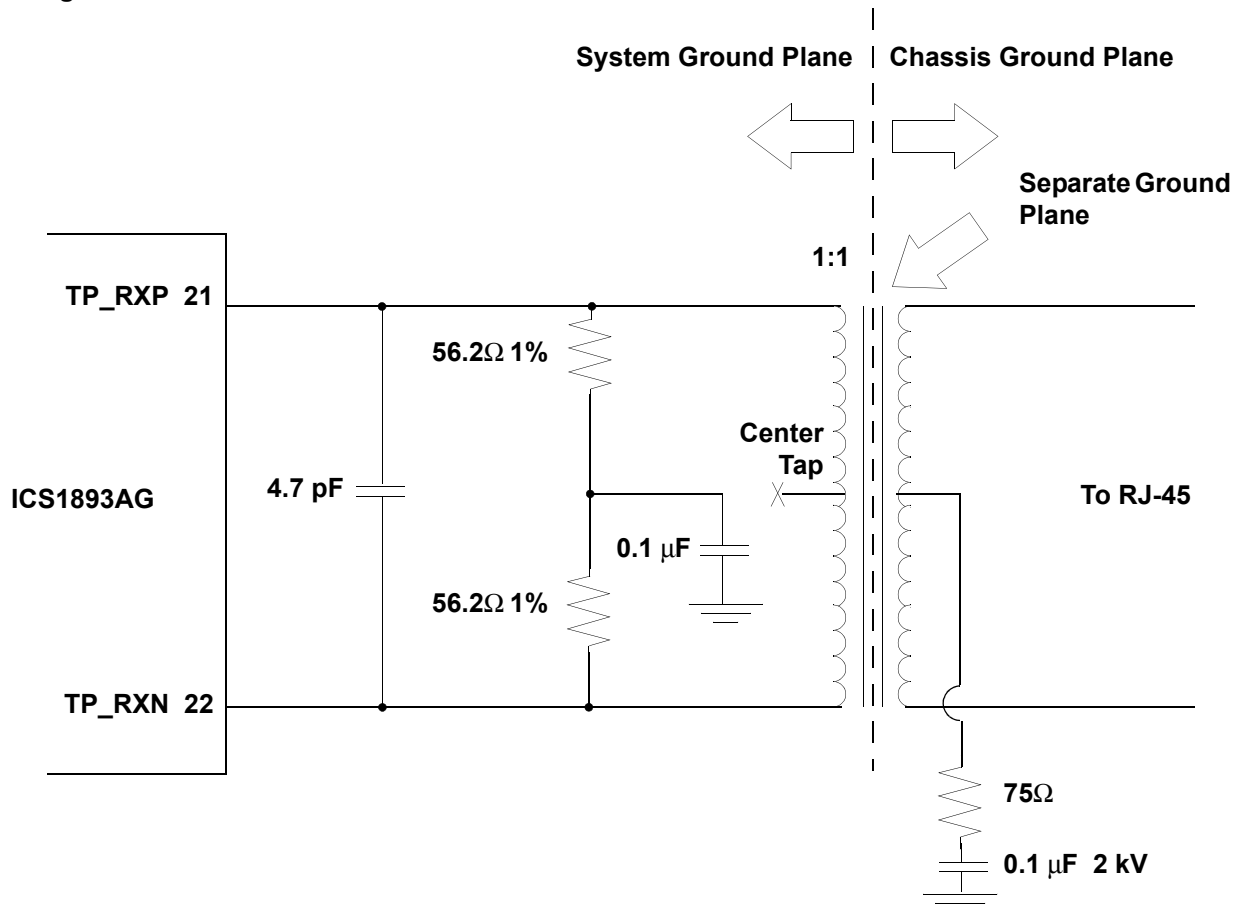 System Ground Plane
Chassis Ground Plane
Separate Ground
Plane
1:1
TP_RXP 21
56.2Ω 1%
Center
Tap
4.7 pF
ICS1893AG
To RJ-45
0.1 μF
56.2Ω 1%
TP_RXN 22
75Ω
0.1 μF 2 kV